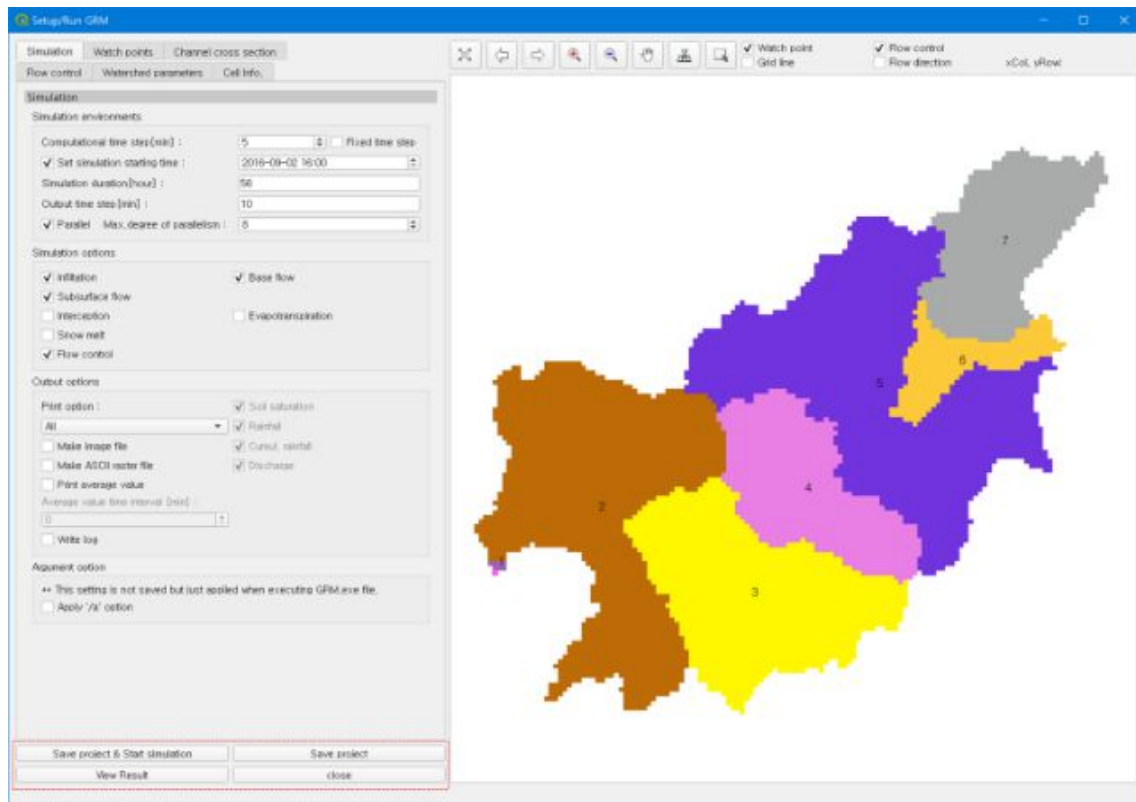 Setup/Run GRM
Simulation Watch points Channel cross section
Flow control Watershed parameters Cell Info.
Watch point Flow control
Grid line Flow direction xCol, yRow
Simulation
Simulation environments
Computational time step[min] : 5 Fixed time step
Set simulation starting time : 2016-09-02 16:00
Simulation duration[hour] : 56
Output time step[min] : 10
Parallel Max. degree of parallelism : 8
Simulation options
Infiltation Base flow
Subsurface flow
Interception Evapotranspiration
Snow melt
Flow control
Output options
Print option : Soil saturation
All Rainfall
Make image file Cumul. rainfall
Make ASCII raster file Discharge
Print average value
Average value time interval [min] :
0
Write log
Argument option
** This setting is not saved but just applied when executing GRM.exe file.
Apply '/a' option
Save project & Start simulation Save project
View Result close
7
6
5
4
2
3